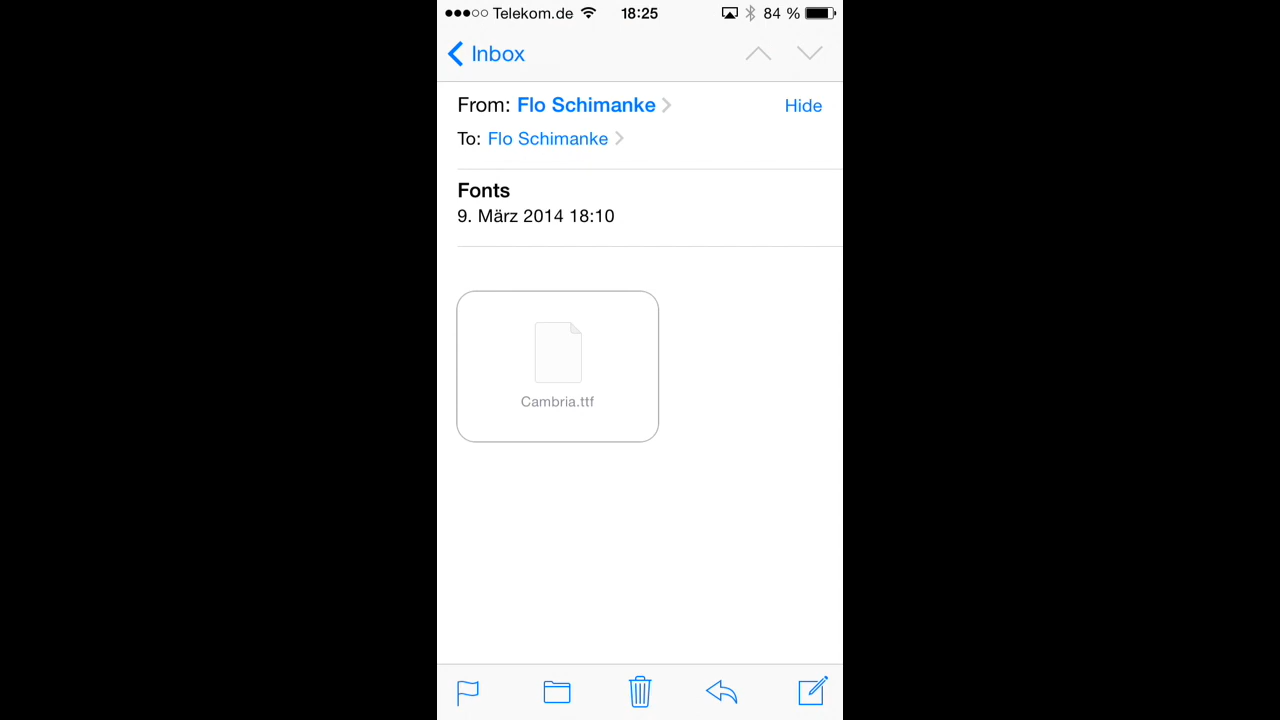 Telekom.de 18:25 84 %
Inbox
From: Flo Schimanke Hide
To: Flo Schimanke
Fonts
9. März 2014 18:10
Cambria.ttf